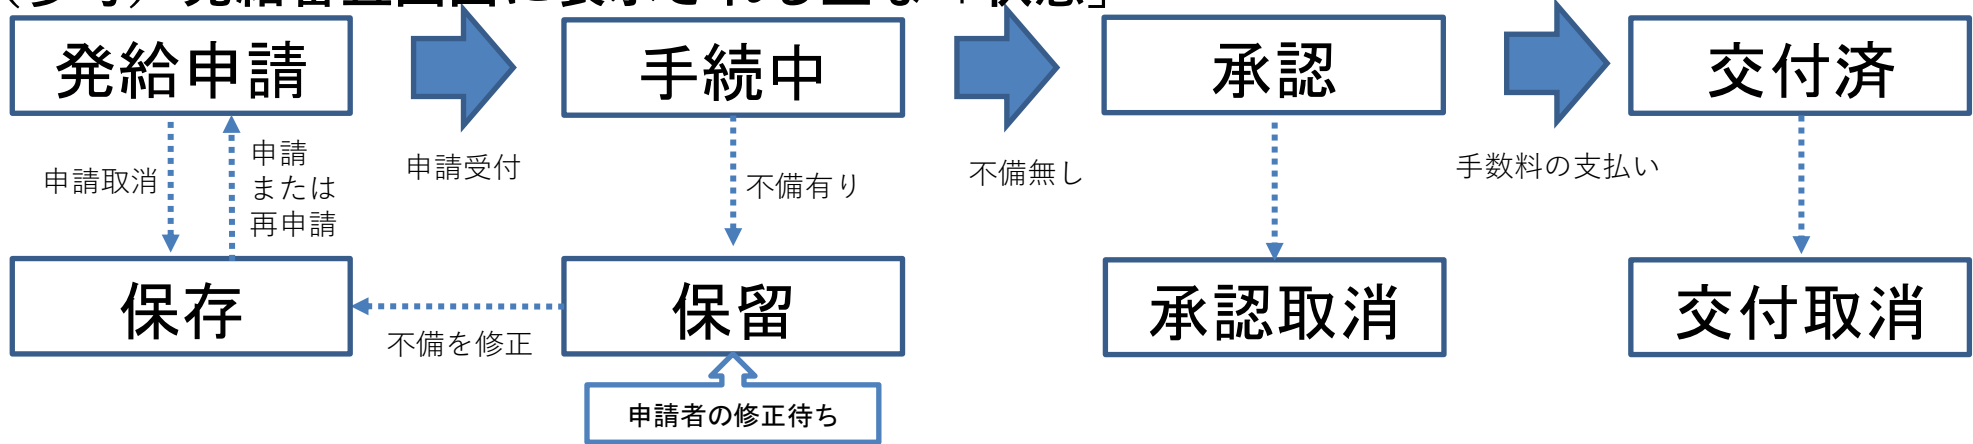 発給申請
手続中
承認
交付済
申請取消
申請
または
再申請
申請受付
不備有り
不備無し
手数料の支払い
保存
不備を修正
保留
承認取消
交付取消
申請者の修正待ち